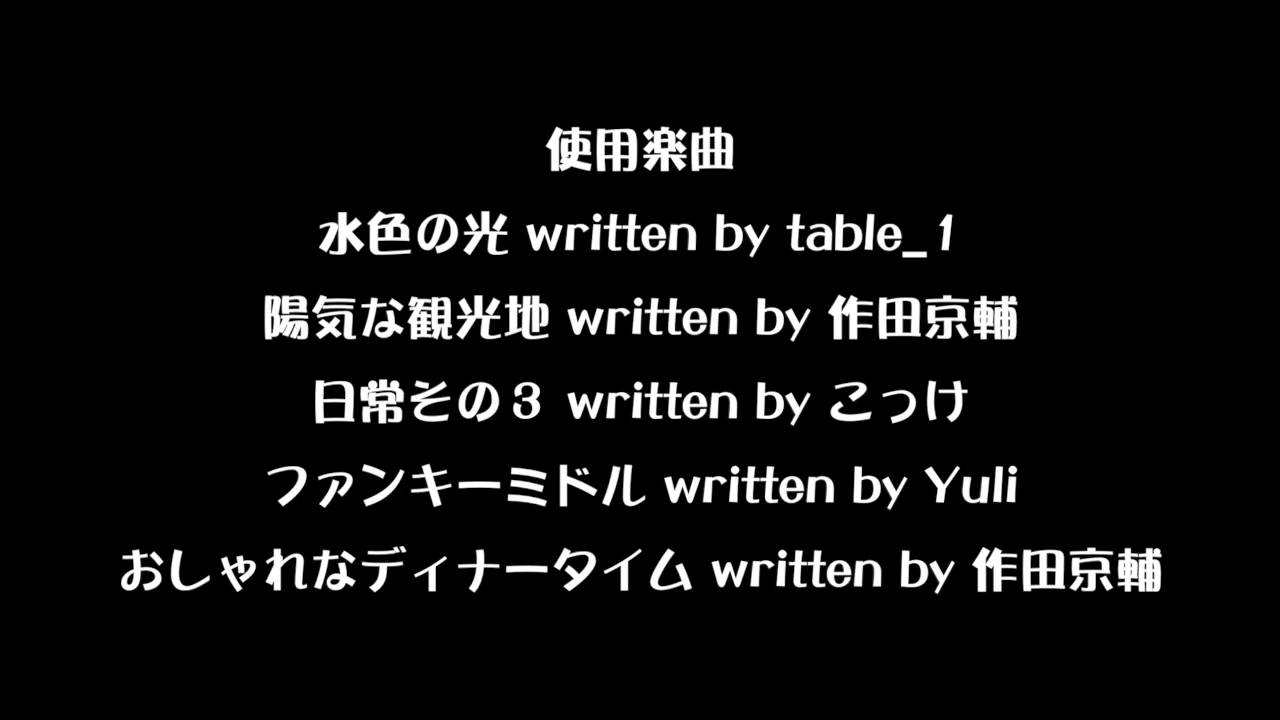 使用楽曲
水色の光 written by table_1
陽気な観光地 written by 作田京輔
日常その３ written by こっけ
ファンキーミドル written by Yuli
おしゃれなディナータイム written by 作田京輔